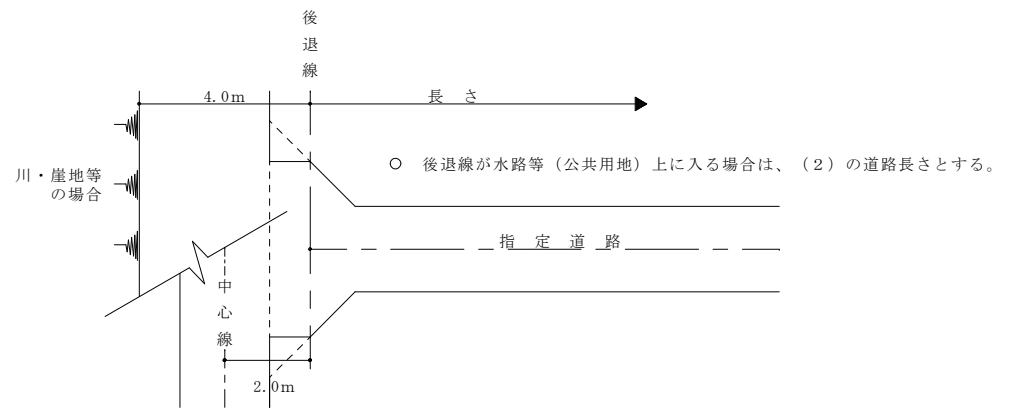 後退線
4.0m
長さ
川・崖地等
の場合
○ 後退線が水路等（公共用地）上に入る場合は、（2）の道路長さとする。
指定道路
中心線
2.0m